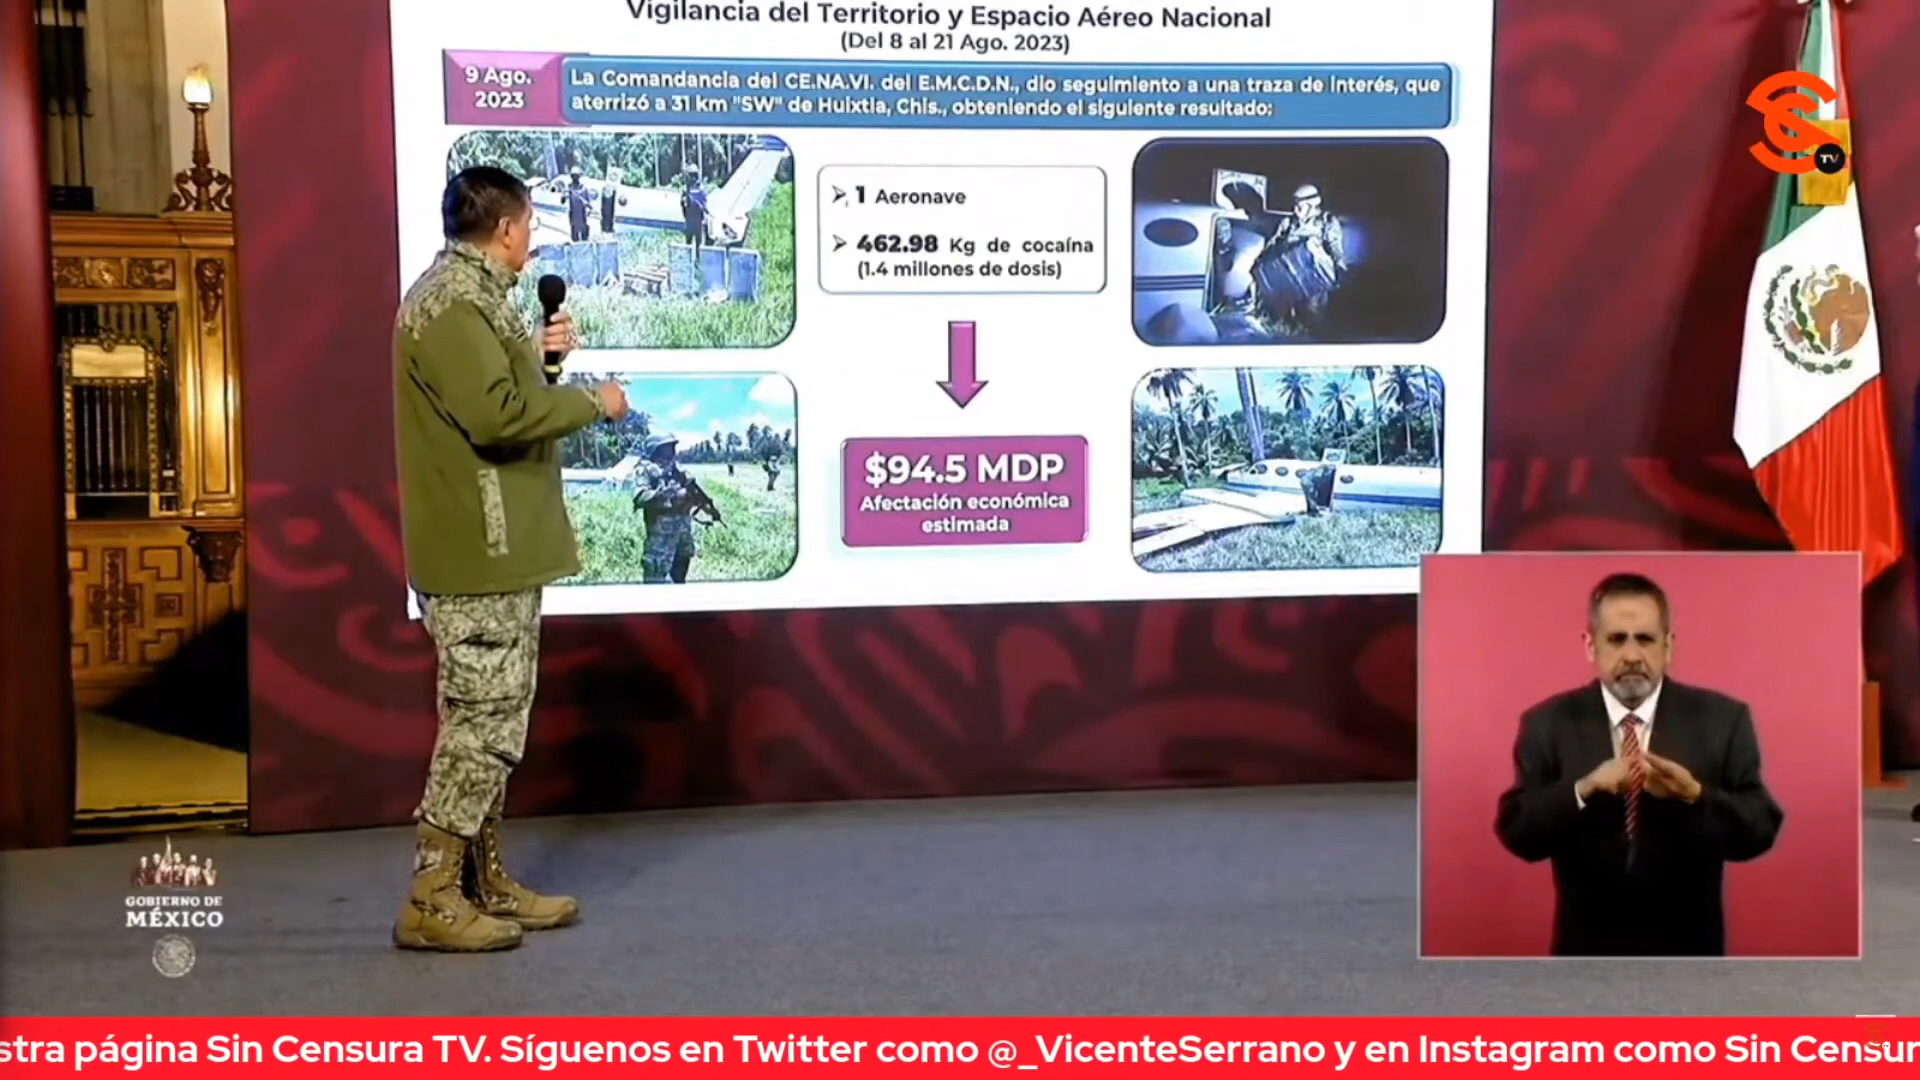 Vigilancia del Territorio y Espacio Aéreo Nacional
(Del 8 al 21 Ago. 2023)
9 Ago.
2023
La Comandancia del CE.NA.VI. del E.M.C.D.N., dio seguimiento a una traza de interés, que
aterrizó a 31 km "SW" de Huixtla, Chis., obteniendo el siguiente resultado:
1 Aeronave
462.98 Kg de cocaína
(1.4 millones de dosis)
$94.5 MDP
Afectación económica
estimada
TV
GOBIERNO DE
MÉXICO
stra página Sin Censura TV. Síguenos en Twitter como @_VicenteSerrano y en Instagram como Sin Censur